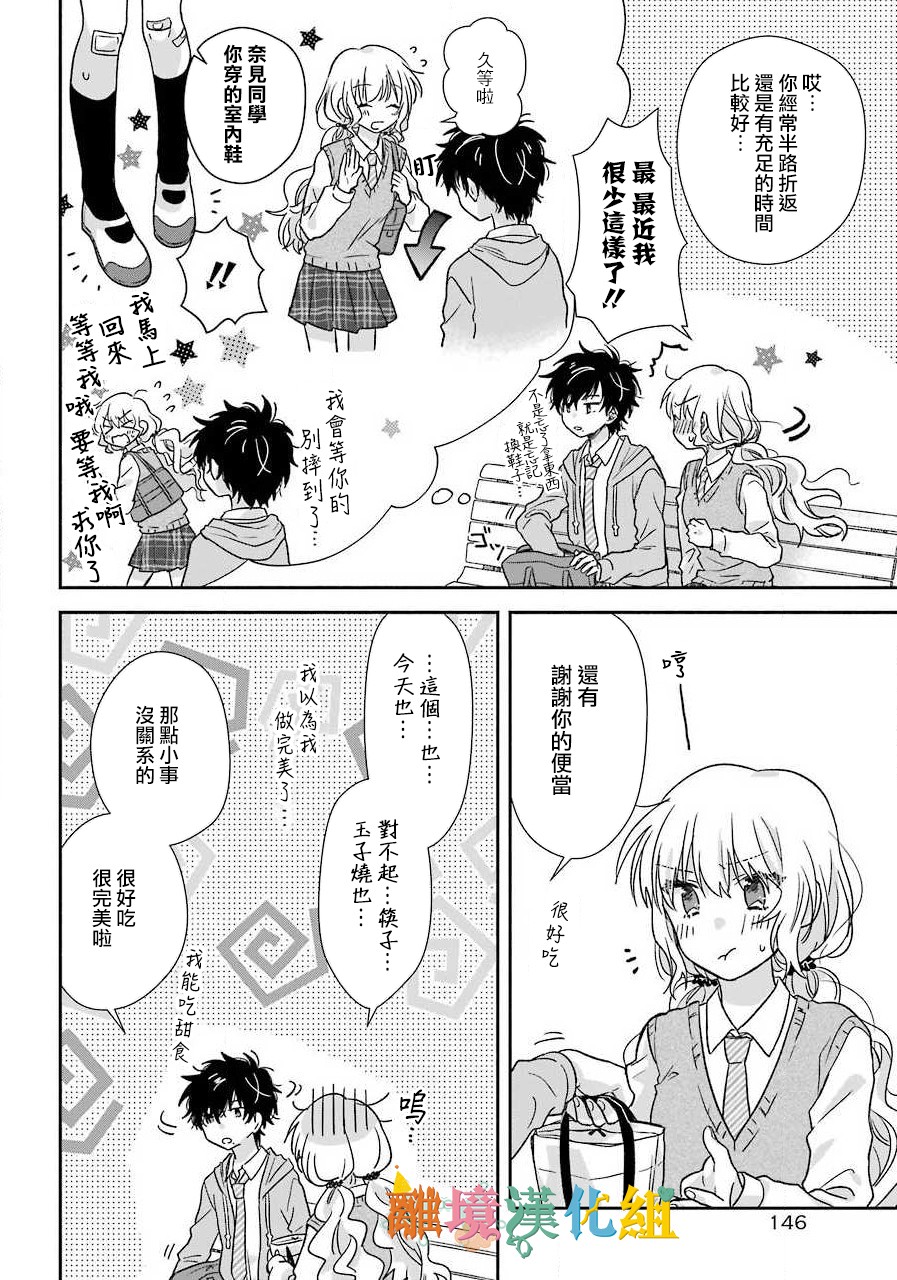 哎…
你經常半路折返
還是有充足的時間
比較好…
最 最近我
很少這樣了!!
不是忘了拿東西
就是忘記
換鞋子…
ゴソッ
久等啦
盯
奈見同學
你穿的室內鞋
!!
我馬上
回來
等等我哦 要等我啊
求你了
我會等你的
別摔到了…
哼——
還有
謝謝你的便當
很好吃
…這個…也…
今天也…
對不起…筷子…
玉子燒也…
我以為我
做完美了…
那點小事
沒關系的
很好吃
很完美啦
我能吃甜食
嗚…
離境漢化組
146